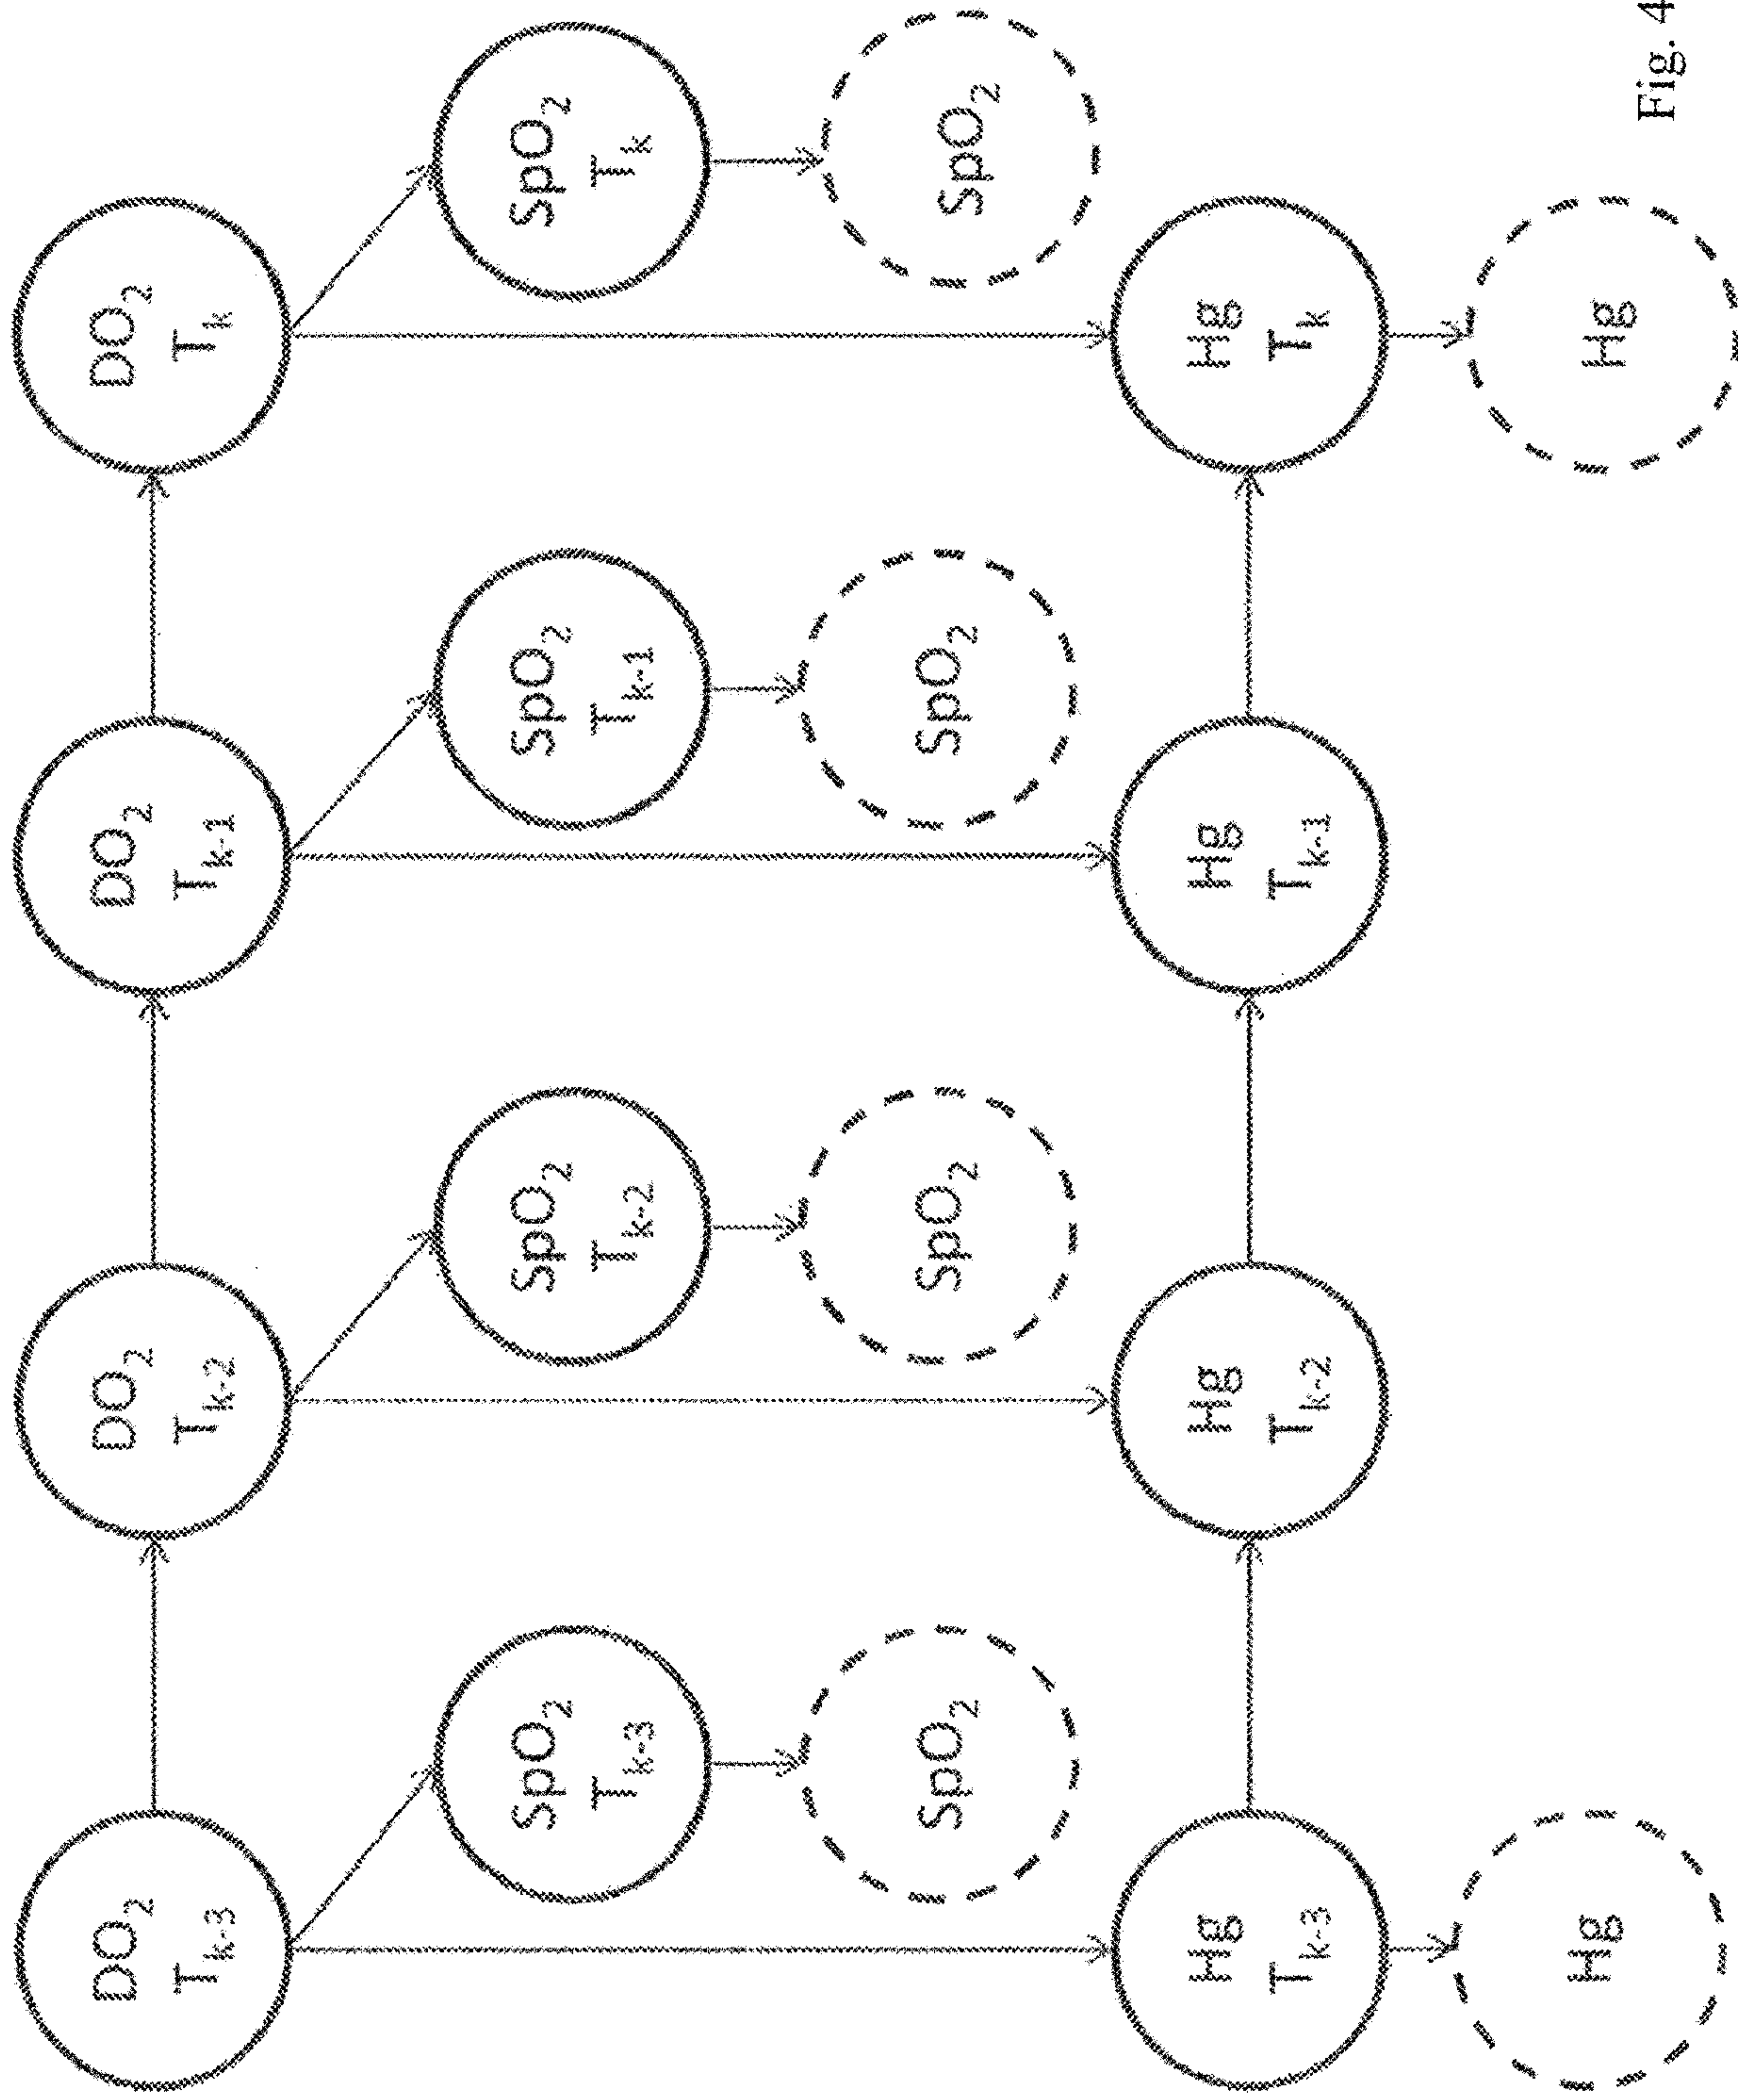 DO₂
Tₖ₋₃
DO₂
Tₖ₋₂
DO₂
Tₖ₋₁
DO₂
Tₖ
SpO₂
Tₖ₋₃
SpO₂
Tₖ₋₂
SpO₂
Tₖ₋₁
SpO₂
Tₖ
SpO₂
SpO₂
SpO₂
SpO₂
Hg
Tₖ₋₃
Hg
Tₖ₋₂
Hg
Tₖ₋₁
Hg
Tₖ
Hg
Hg
Fig. 4